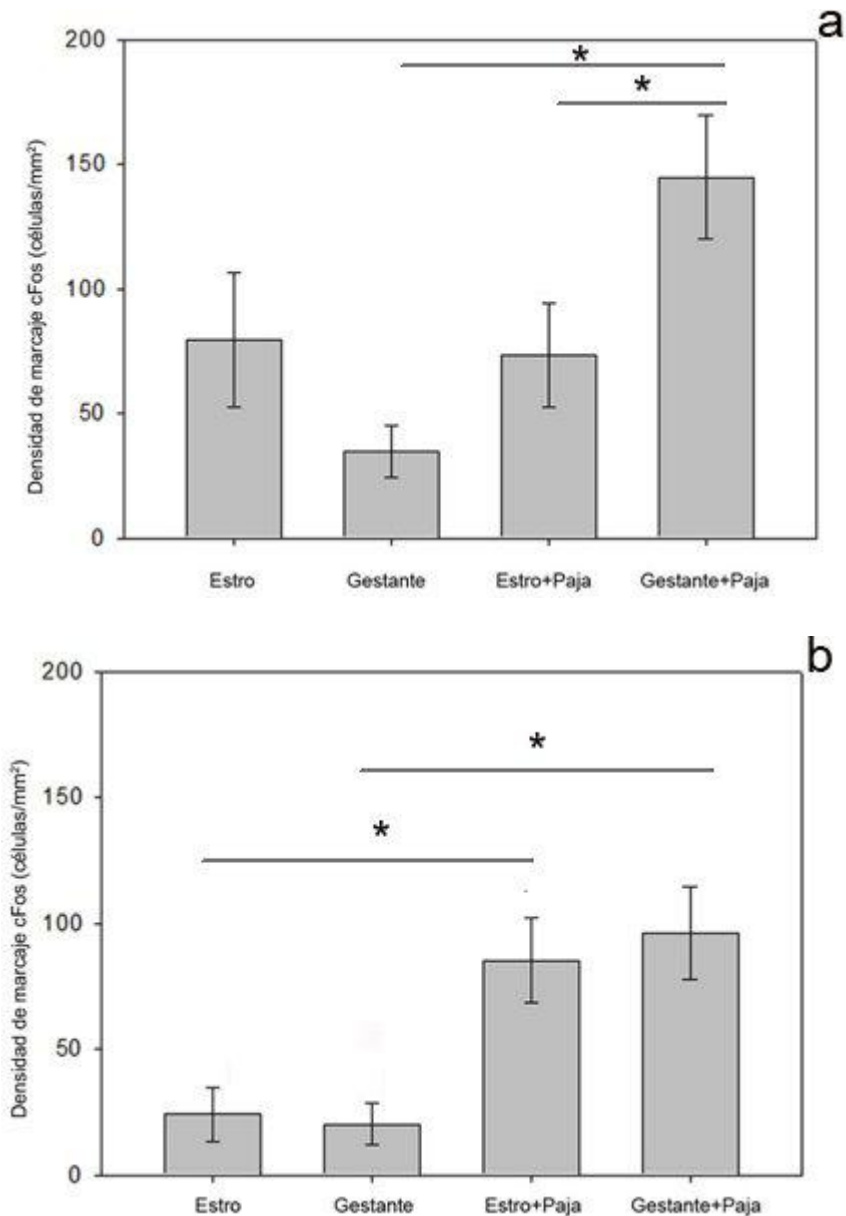 a
200
150
100
50
0
Densidad de marcaje cFos (células/mm²)
*
*
Estro Gestante Estro+Paja Gestante+Paja
b
200
150
100
50
0
Densidad de marcaje cFos (células/mm²)
*
*
Estro Gestante Estro+Paja Gestante+Paja